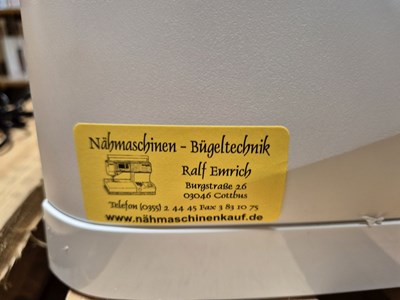 Nähmaschinen - Bügeltechnik
Ralf Emrich
Burgstraße 26
03046 Cottbus
Telefon (0355) 2 44 45 Fax 3 83 10 75
www.nähmaschinenkauf.de